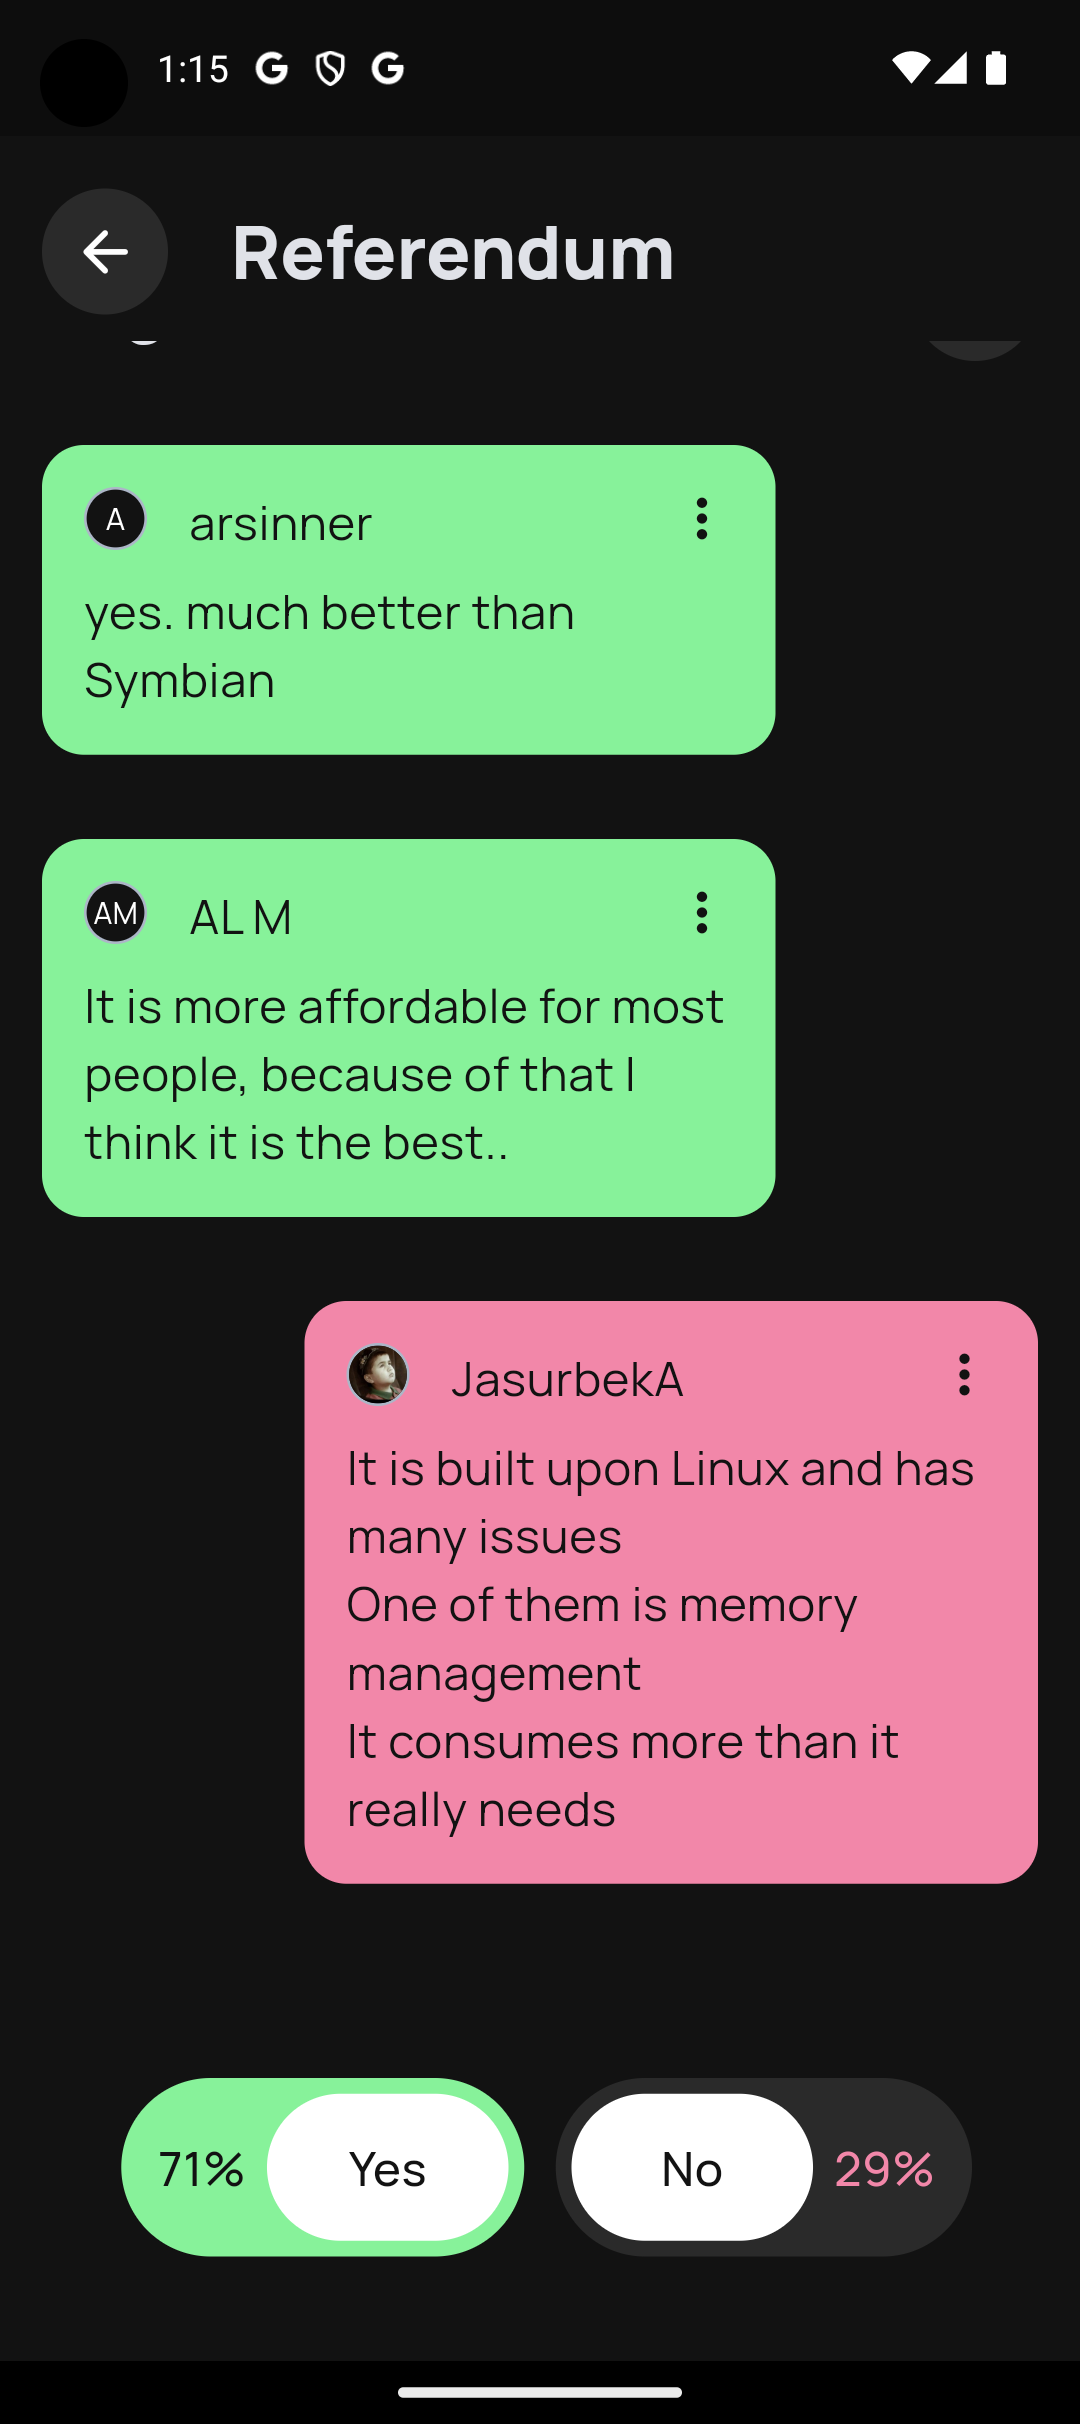 1:15
Referendum
A arsinner
yes. much better than
Symbian
AM AL M
It is more affordable for most
people, because of that I
think it is the best..
JasurbekA
It is built upon Linux and has
many issues
One of them is memory
management
It consumes more than it
really needs
71% Yes No 29%